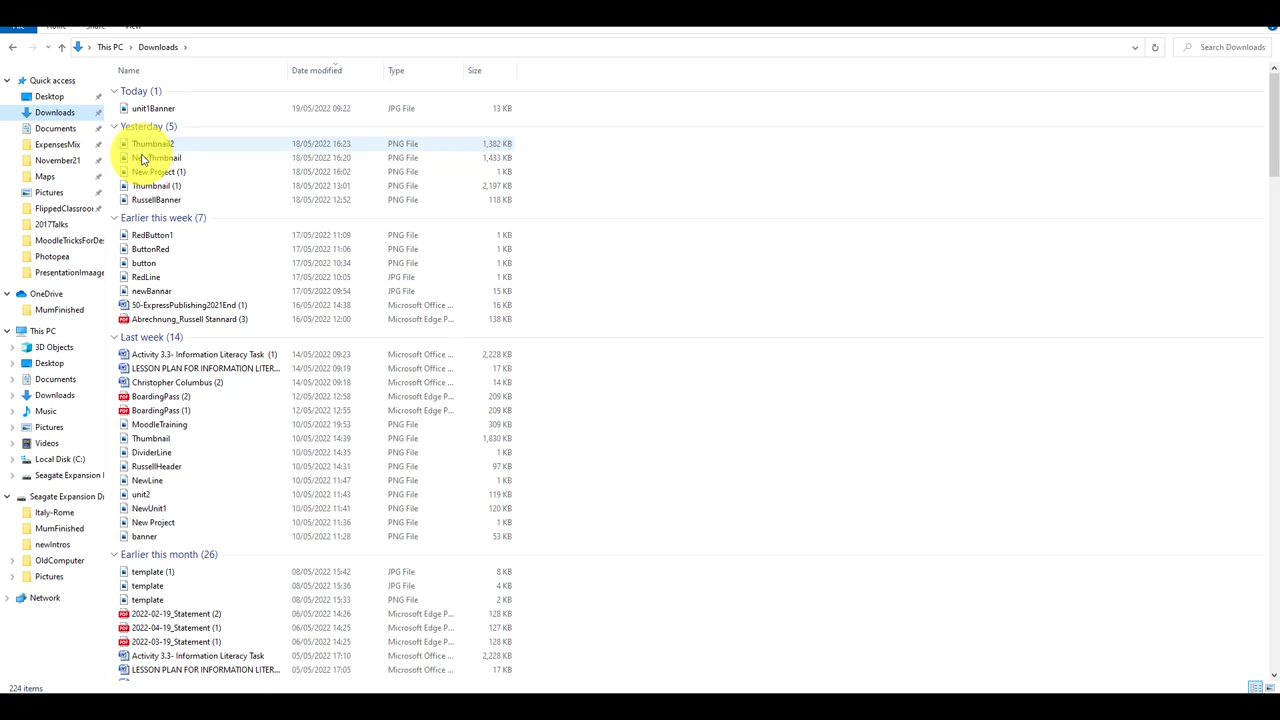 File Home Share View
This PC > Downloads >
Search Downloads
Name Date modified Type Size
Quick access
Desktop
Downloads
Documents
ExpensesMix
November21
Maps
Pictures
FlippedClassroor
2017Talks
MoodleTricksForDe:
Photopea
PresentationImaage
OneDrive
MumFinished
This PC
3D Objects
Desktop
Documents
Downloads
Music
Pictures
Videos
Local Disk (C:)
Seagate Expansion
Seagate Expansion Dr
Italy-Rome
MumFinished
newIntros
OldComputer
Pictures
Network
Today (1)
unit1Banner 19/05/2022 09:22 JPG File 13 KB
Yesterday (5)
Thumbnail2 18/05/2022 16:23 PNG File 1,382 KB
18/05/2022 16:20 PNG File 1,433 KB
New Project (1) 18/05/2022 16:02 PNG File 1 KB
Thumbnail (1) 18/05/2022 13:01 PNG File 2,197 KB
RussellBanner 18/05/2022 12:52 PNG File 118 KB
Earlier this week (7)
RedButton1 17/05/2022 11:09 PNG File 1 KB
ButtonRed 17/05/2022 11:06 PNG File 1 KB
button 17/05/2022 10:34 PNG File 1 KB
RedLine 17/05/2022 10:05 JPG File 1 KB
newBannar 17/05/2022 09:54 JPG File 15 KB
50-ExpressPublishing2021End (1) 16/05/2022 14:38 Microsoft Office ... 16 KB
Abrechnung_Russell Stannard (3) 16/05/2022 12:00 Microsoft Edge P... 138 KB
Last week (14)
Activity 3.3- Information Literacy Task (1) 14/05/2022 09:23 Microsoft Office ... 2,228 KB
LESSON PLAN FOR INFORMATION LITER... 14/05/2022 09:19 Microsoft Office ... 17 KB
Christopher Columbus (2) 14/05/2022 09:18 Microsoft Office ... 14 KB
BoardingPass (2) 12/05/2022 12:58 Microsoft Edge P... 209 KB
BoardingPass (1) 12/05/2022 12:55 Microsoft Edge P... 209 KB
MoodleTraining 10/05/2022 19:53 PNG File 309 KB
Thumbnail 10/05/2022 14:39 PNG File 1,830 KB
DividerLine 10/05/2022 14:35 PNG File 1 KB
RussellHeader 10/05/2022 14:31 PNG File 97 KB
NewLine 10/05/2022 11:47 PNG File 1 KB
unit2 10/05/2022 11:43 PNG File 119 KB
NewUnit1 10/05/2022 11:41 PNG File 120 KB
New Project 10/05/2022 11:36 PNG File 1 KB
banner 10/05/2022 11:28 PNG File 53 KB
Earlier this month (26)
template (1) 08/05/2022 15:42 JPG File 8 KB
template 08/05/2022 15:36 JPG File 4 KB
template 08/05/2022 15:33 PNG File 2 KB
2022-02-19_Statement (2) 06/05/2022 14:26 Microsoft Edge P... 128 KB
2022-04-19_Statement (1) 06/05/2022 14:25 Microsoft Edge P... 127 KB
2022-03-19_Statement (1) 06/05/2022 14:25 Microsoft Edge P... 128 KB
Activity 3.3- Information Literacy Task 05/05/2022 17:10 Microsoft Office ... 2,228 KB
LESSON PLAN FOR INFORMATION LITER... 05/05/2022 17:05 Microsoft Office ... 17 KB
224 items